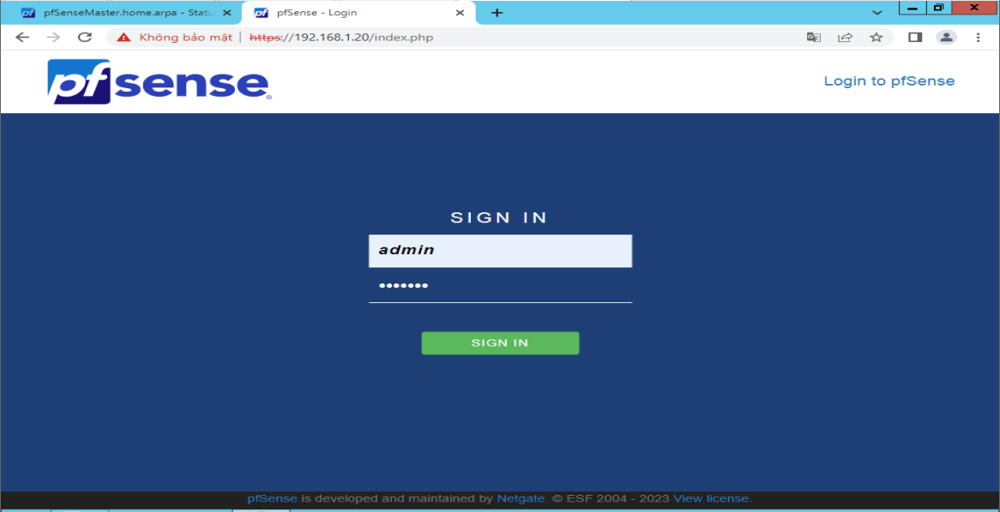 pfSenseMaster.home.arpa - Statu
pfSense - Login
Không bảo mật | https://192.168.1.20/index.php
pfsense
Login to pfSense
SIGN IN
admin
•••••••
SIGN IN
pfSense is developed and maintained by Netgate. © ESF 2004 - 2023 View license.